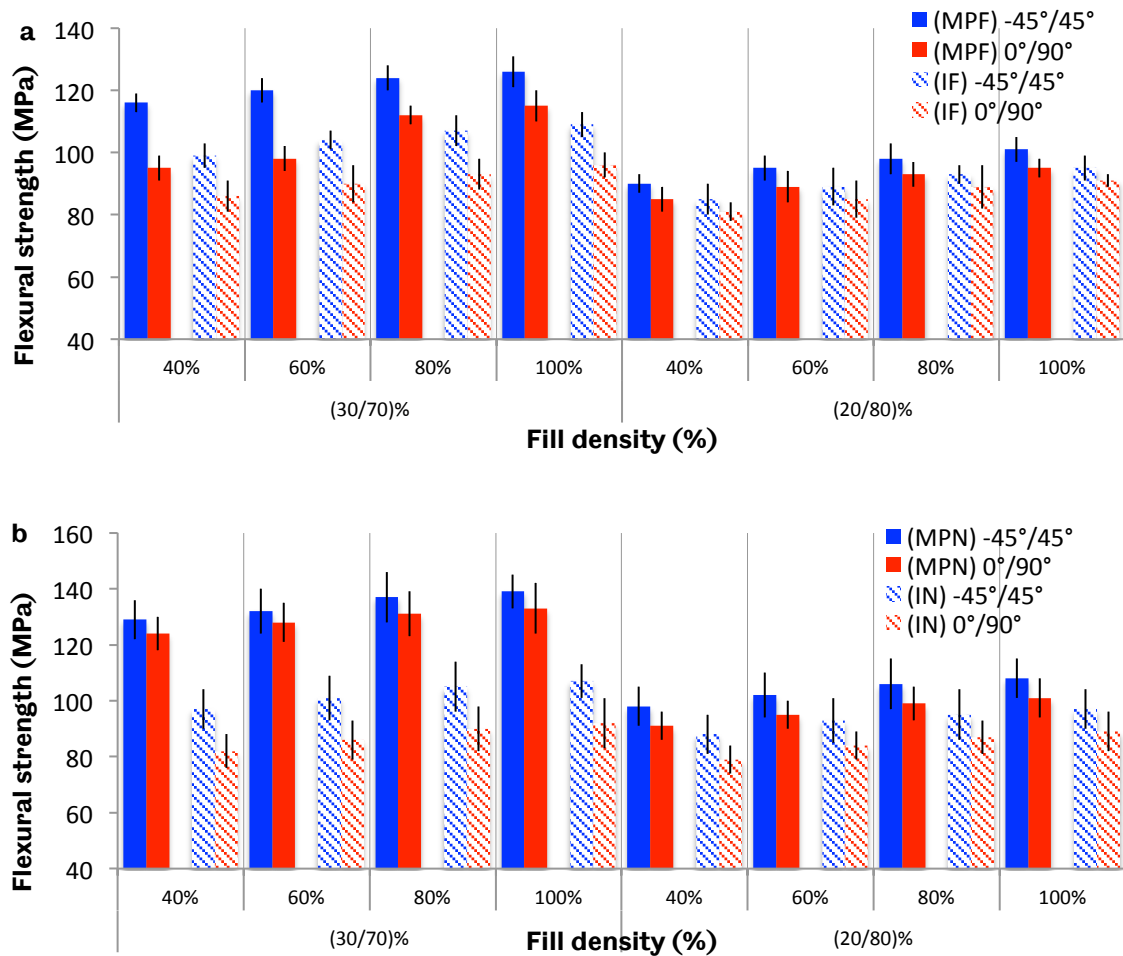 a
Flexural strength (MPa)
140
120
100
80
60
40
(MPF) -45°/45°
(MPF) 0°/90°
(IF) -45°/45°
(IF) 0°/90°
40% 60% 80% 100% 40% 60% 80% 100%
(30/70)% (20/80)%
Fill density (%)
b
Flexural strength (MPa)
160
140
120
100
80
60
40
(MPN) -45°/45°
(MPN) 0°/90°
(IN) -45°/45°
(IN) 0°/90°
40% 60% 80% 100% 40% 60% 80% 100%
(30/70)% Fill density (%) (20/80)%